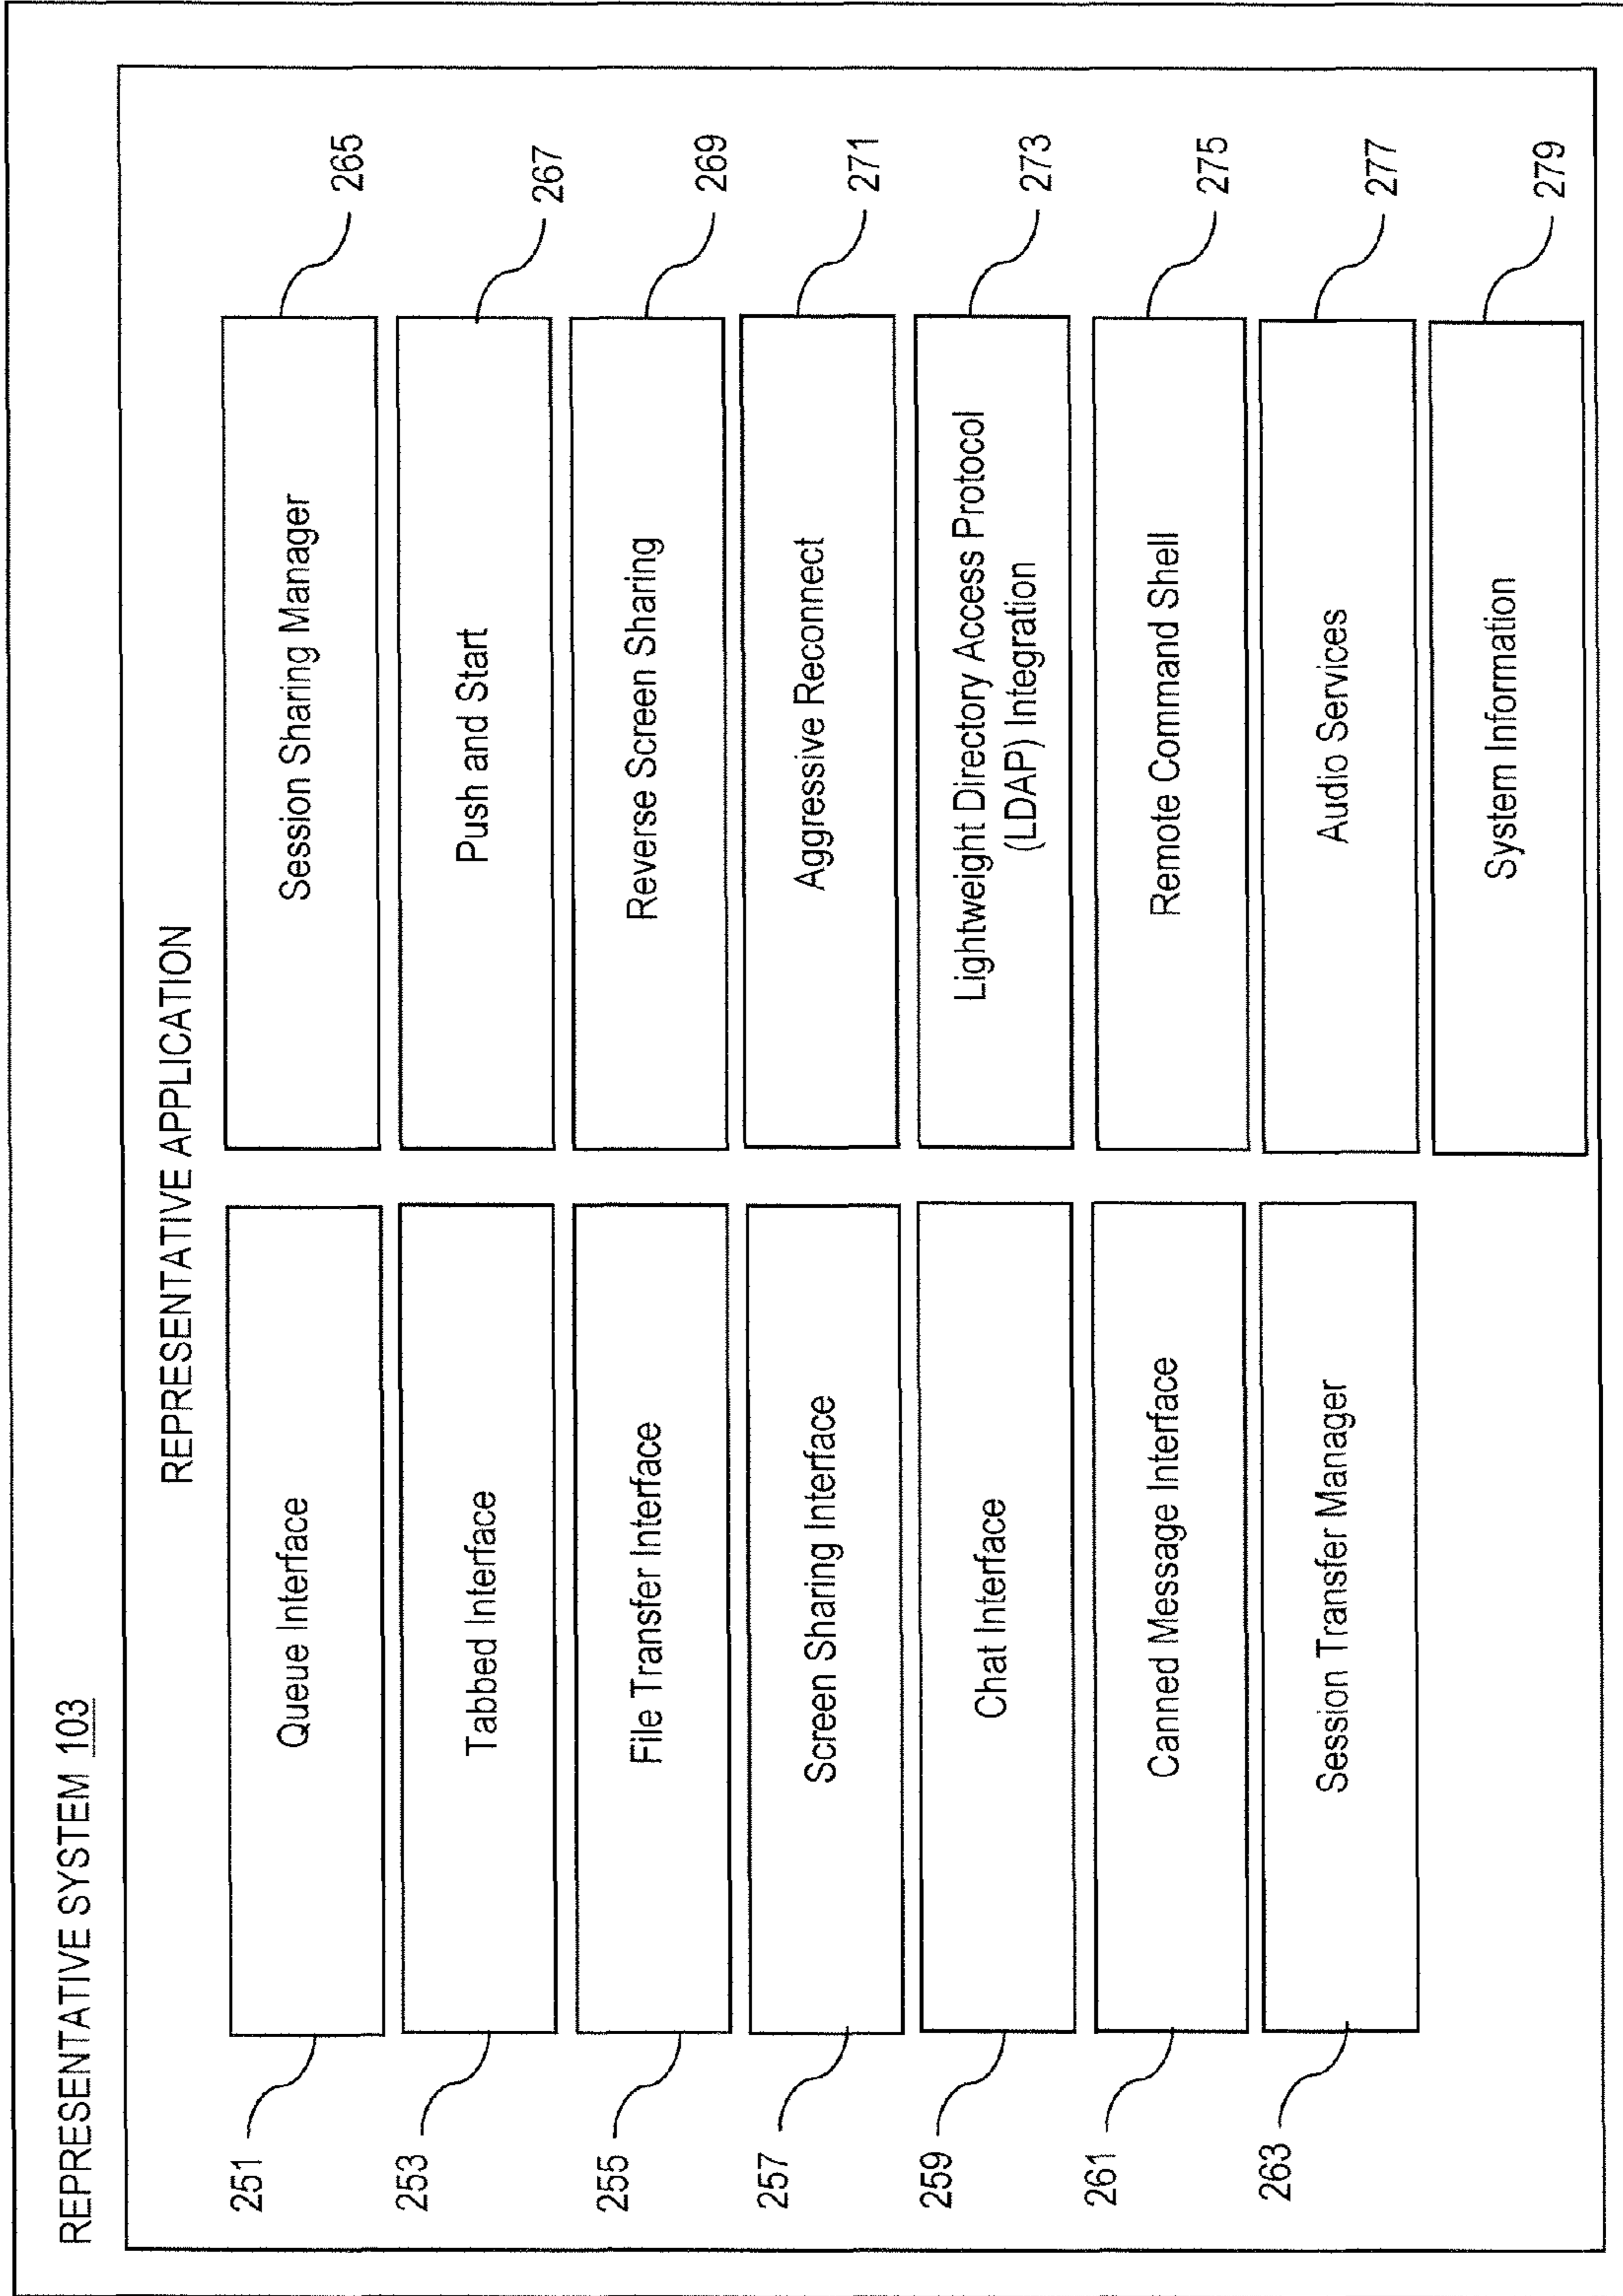 REPRESENTATIVE SYSTEM 103
REPRESENTATIVE APPLICATION
251
Queue Interface
253
Tabbed Interface
255
File Transfer Interface
257
Screen Sharing Interface
259
Chat Interface
261
Canned Message Interface
263
Session Transfer Manager
Session Sharing Manager
265
Push and Start
267
Reverse Screen Sharing
269
Aggressive Reconnect
271
Lightweight Directory Access Protocol
(LDAP) Integration
273
Remote Command Shell
275
Audio Services
277
System Information
279